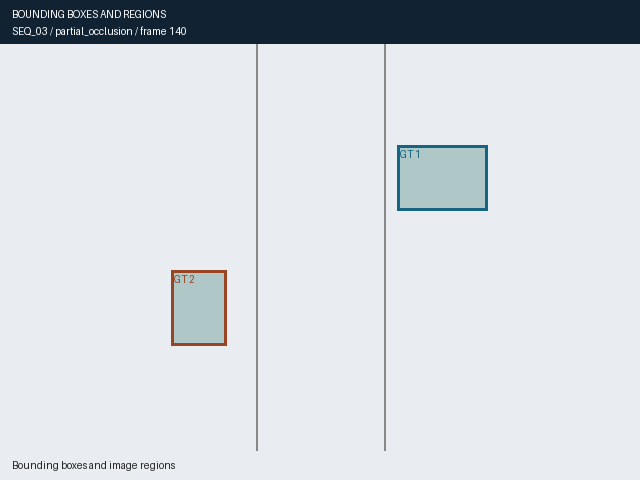 BOUNDING BOXES AND REGIONS
SEQ_03 / partial_occlusion / frame 140
GT1
GT2
Bounding boxes and image regions